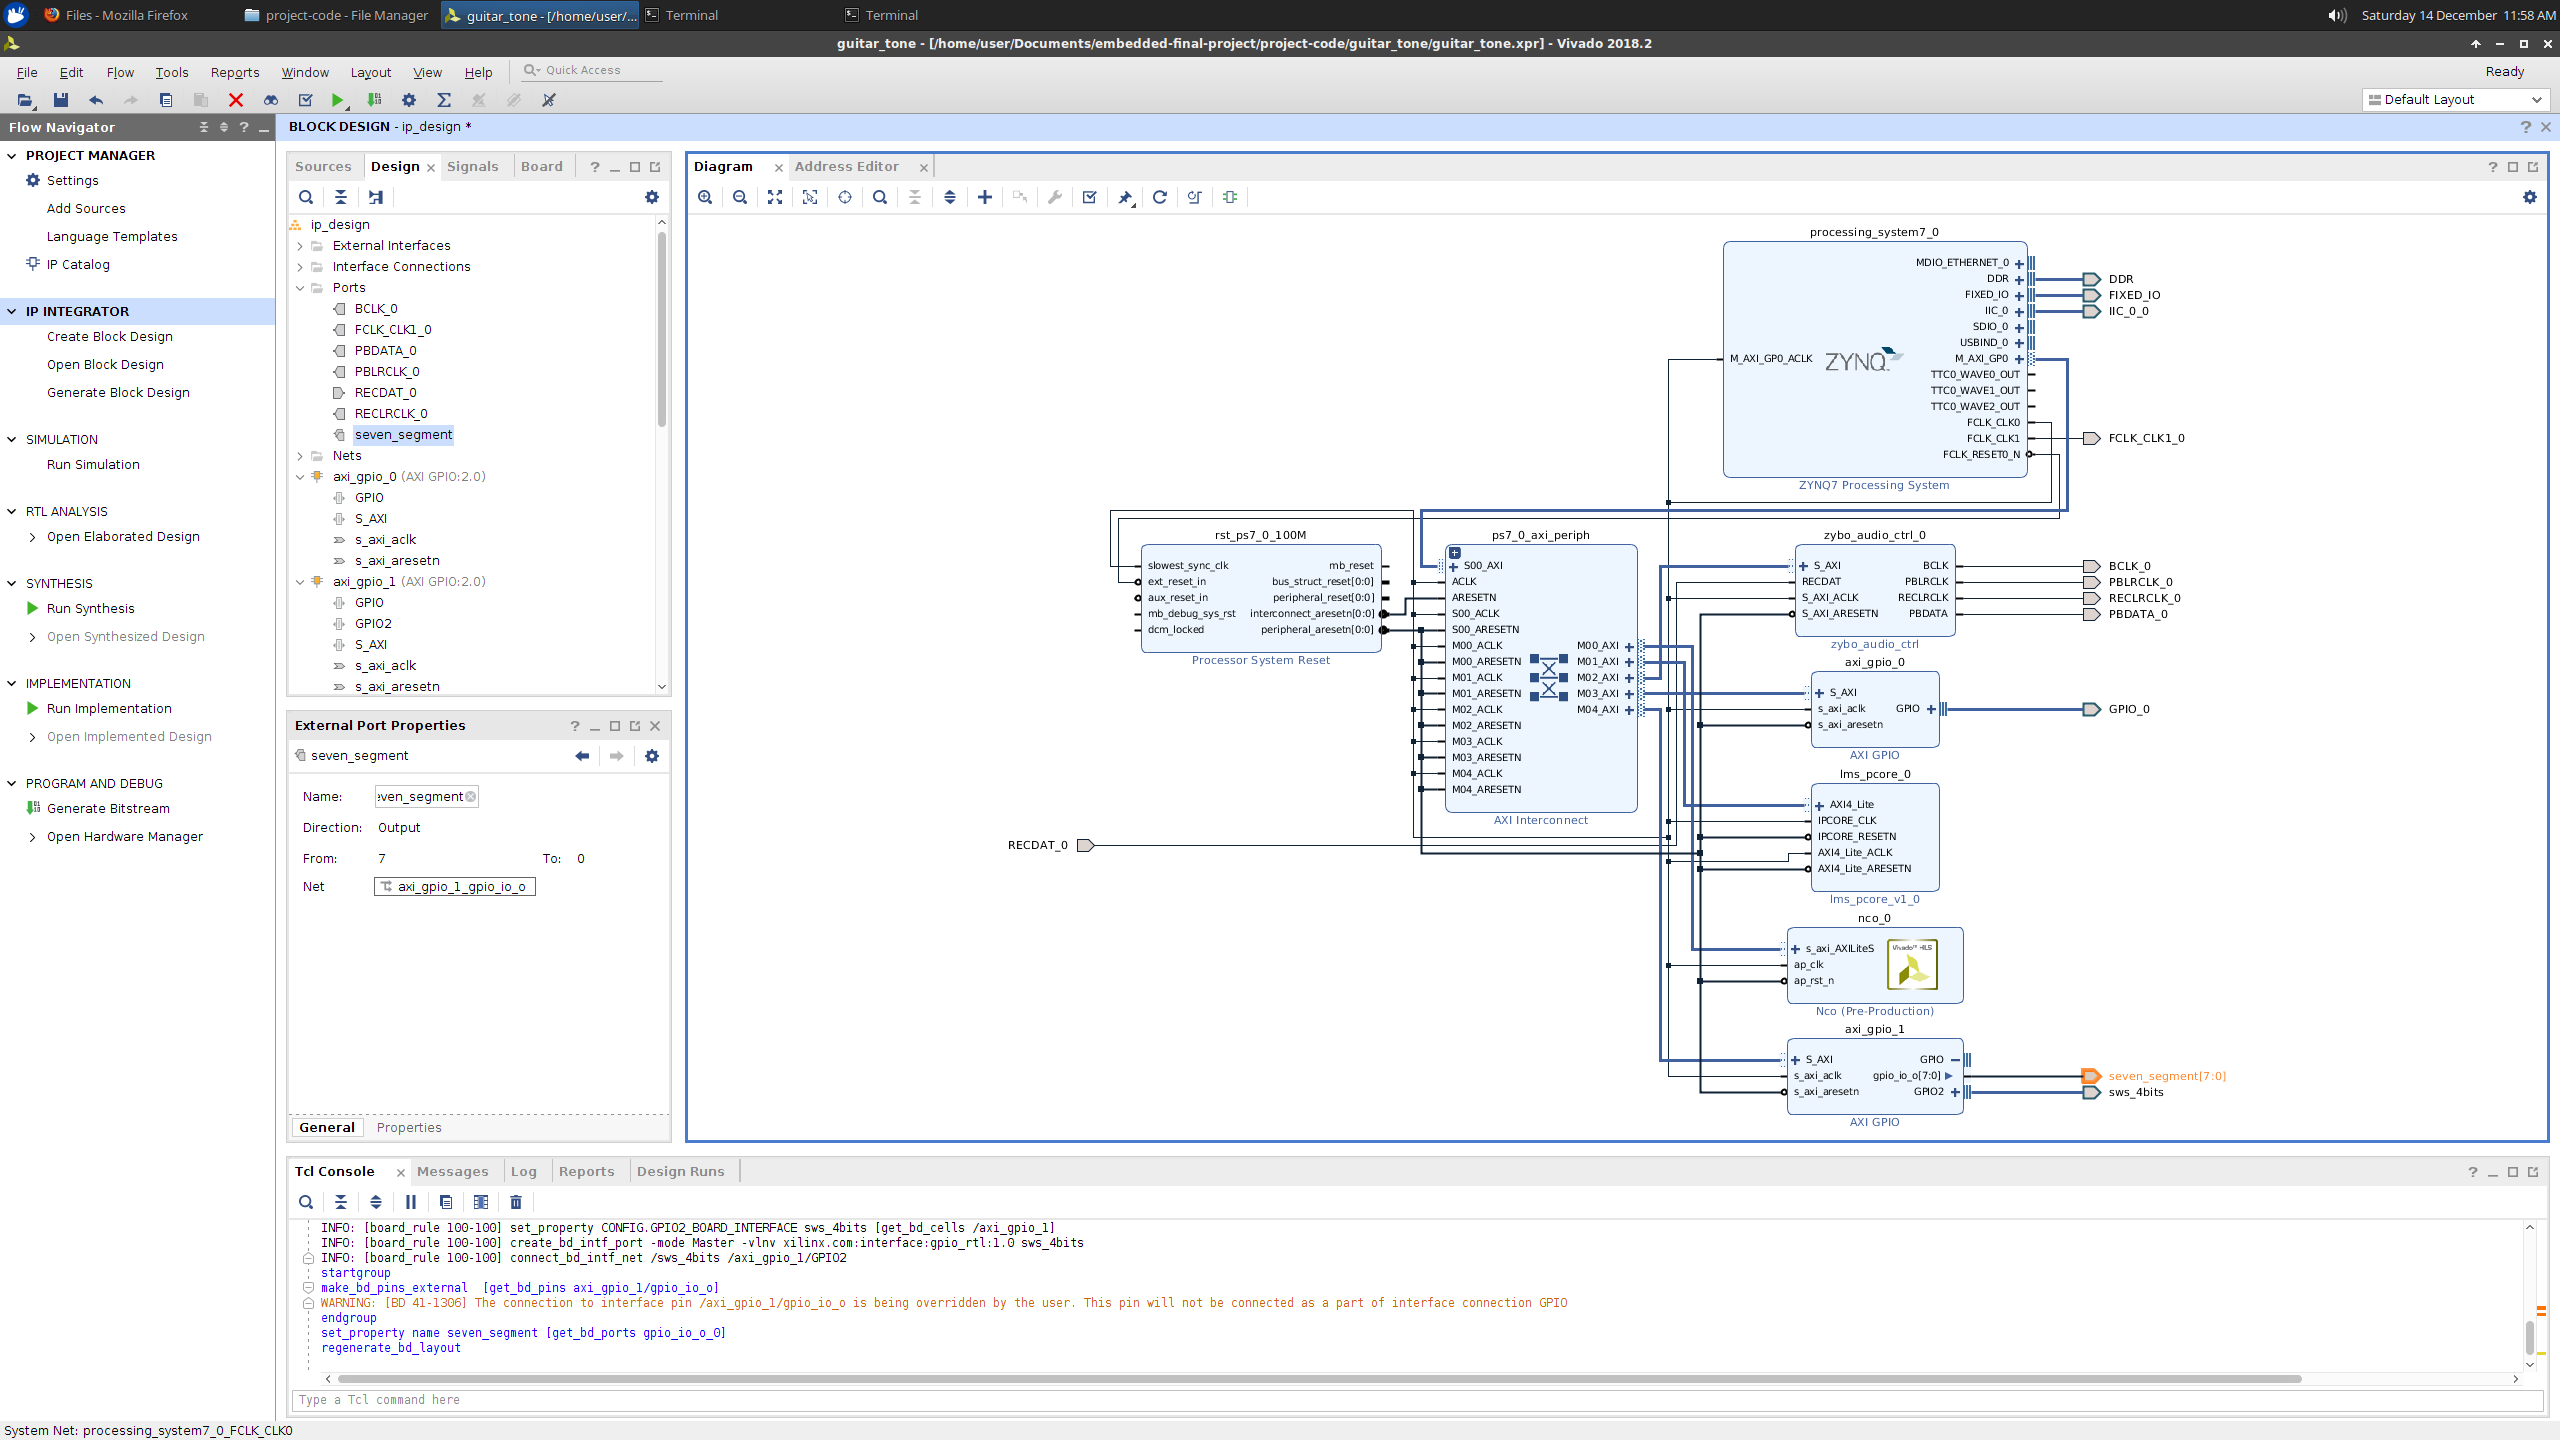 Files - Mozilla Firefox
project-code - File Manager
guitar_tone - [/home/user/...
Terminal
Terminal
Saturday 14 December 11:58 AM
guitar_tone - [/home/user/Documents/embedded-final-project/project-code/guitar_tone/guitar_tone.xpr] - Vivado 2018.2
File Edit Flow Tools Reports Window Layout View Help
Quick Access
Ready
Default Layout
Flow Navigator
PROJECT MANAGER
Settings
Add Sources
Language Templates
IP Catalog
IP INTEGRATOR
Create Block Design
Open Block Design
Generate Block Design
SIMULATION
Run Simulation
RTL ANALYSIS
Open Elaborated Design
SYNTHESIS
Run Synthesis
Open Synthesized Design
IMPLEMENTATION
Run Implementation
Open Implemented Design
PROGRAM AND DEBUG
Generate Bitstream
Open Hardware Manager
BLOCK DESIGN - ip_design *
Sources Design Signals Board
ip_design
External Interfaces
Interface Connections
Ports
BCLK_0
FCLK_CLK1_0
PBDATA_0
PBLRCLK_0
RECDAT_0
RECLRCLK_0
seven_segment
Nets
axi_gpio_0 (AXI GPIO:2.0)
GPIO
S_AXI
s_axi_aclk
s_axi_aresetn
axi_gpio_1 (AXI GPIO:2.0)
GPIO
GPIO2
S_AXI
s_axi_aclk
s_axi_aresetn
External Port Properties
seven_segment
Name: even_segment
Direction: Output
From: 7 To: 0
Net axi_gpio_1_gpio_io_o
General Properties
Diagram Address Editor
processing_system7_0
MDIO_ETHERNET_0
DDR
FIXED_IO
IIC_0
SDIO_0
USBIND_0
M_AXI_GP0
TTC0_WAVE0_OUT
TTC0_WAVE1_OUT
TTC0_WAVE2_OUT
FCLK_CLK0
FCLK_CLK1
FCLK_RESET0_N
M_AXI_GP0_ACLK
ZYNQ
ZYNQ7 Processing System
DDR
FIXED_IO
IIC_0_0
FCLK_CLK1_0
rst_ps7_0_100M
slowest_sync_clk
ext_reset_in
aux_reset_in
mb_debug_sys_rst
dcm_locked
mb_reset
bus_struct_reset[0:0]
peripheral_reset[0:0]
interconnect_aresetn[0:0]
peripheral_aresetn[0:0]
Processor System Reset
ps7_0_axi_periph
S00_AXI
ACLK
ARESETN
S00_ACLK
S00_ARESETN
M00_ACLK
M00_ARESETN
M01_ACLK
M01_ARESETN
M02_ACLK
M02_ARESETN
M03_ACLK
M03_ARESETN
M04_ACLK
M04_ARESETN
M00_AXI
M01_AXI
M02_AXI
M03_AXI
M04_AXI
AXI Interconnect
RECDAT_0
zybo_audio_ctrl_0
S_AXI
RECDAT
S_AXI_ACLK
S_AXI_ARESETN
BCLK
PBLRCLK
RECLRCLK
PBDATA
zybo_audio_ctrl
BCLK_0
PBLRCLK_0
RECLRCLK_0
PBDATA_0
axi_gpio_0
S_AXI
s_axi_aclk
s_axi_aresetn
GPIO
AXI GPIO
GPIO_0
lms_pcore_0
AXI4_Lite
IPCORE_CLK
IPCORE_RESETN
AXI4_Lite_ACLK
AXI4_Lite_ARESETN
lms_pcore_v1_0
nco_0
s_axi_AXILiteS
ap_clk
ap_rst_n
Vivado™ HLS
Nco (Pre-Production)
axi_gpio_1
S_AXI
s_axi_aclk
s_axi_aresetn
GPIO
gpio_io_o[7:0]
GPIO2
AXI GPIO
seven_segment[7:0]
sws_4bits
Tcl Console Messages Log Reports Design Runs
INFO: [board_rule 100-100] set_property CONFIG.GPIO2_BOARD_INTERFACE sws_4bits [get_bd_cells /axi_gpio_1]
INFO: [board_rule 100-100] create_bd_intf_port -mode Master -vlnv xilinx.com:interface:gpio_rtl:1.0 sws_4bits
INFO: [board_rule 100-100] connect_bd_intf_net /sws_4bits /axi_gpio_1/GPIO2
startgroup
make_bd_pins_external  [get_bd_pins axi_gpio_1/gpio_io_o]
WARNING: [BD 41-1306] The connection to interface pin /axi_gpio_1/gpio_io_o is being overridden by the user. This pin will not be connected as a part of interface connection GPIO
endgroup
set_property name seven_segment [get_bd_ports gpio_io_o_0]
regenerate_bd_layout
Type a Tcl command here
System Net: processing_system7_0_FCLK_CLK0